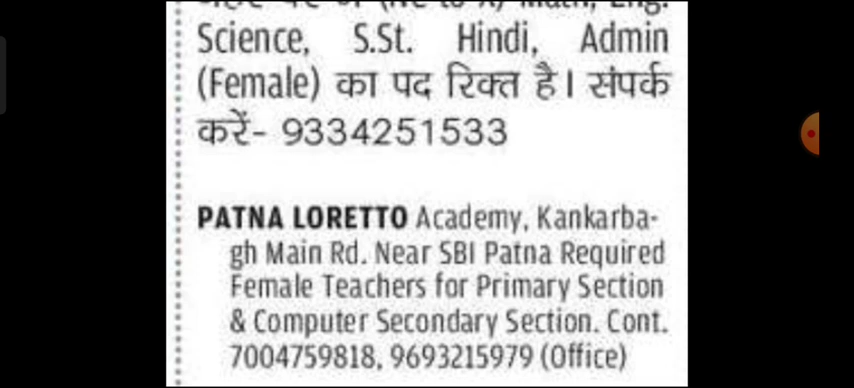 Science, S.St. Hindi, Admin
(Female) का पद रिक्त है। संपर्क
करें- 9334251533
PATNA LORETTO Academy, Kankarba-
gh Main Rd. Near SBI Patna Required
Female Teachers for Primary Section
& Computer Secondary Section. Cont.
7004759818, 9693215979 (Office)